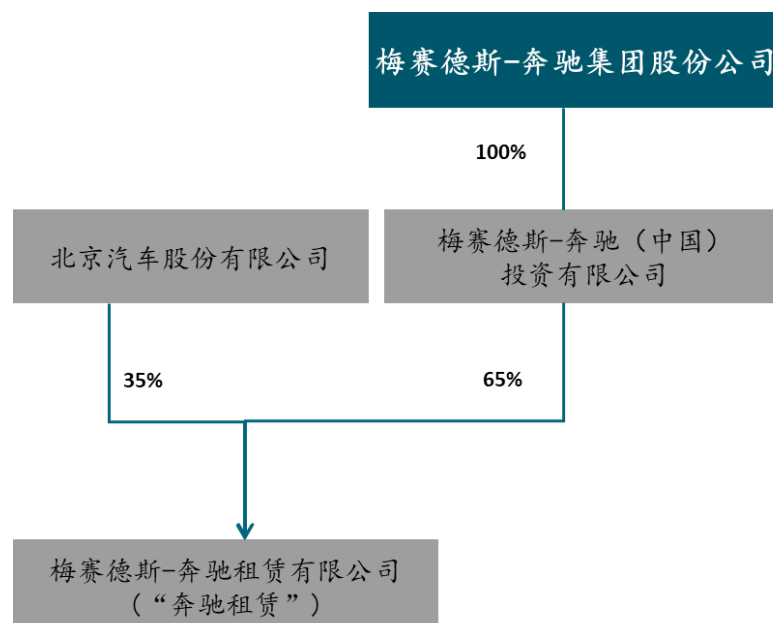 梅赛德斯-奔驰集团股份公司
100%
北京汽车股份有限公司
梅赛德斯-奔驰（中国）
投资有限公司
35%
65%
梅赛德斯-奔驰租赁有限公司
（“奔驰租赁”）